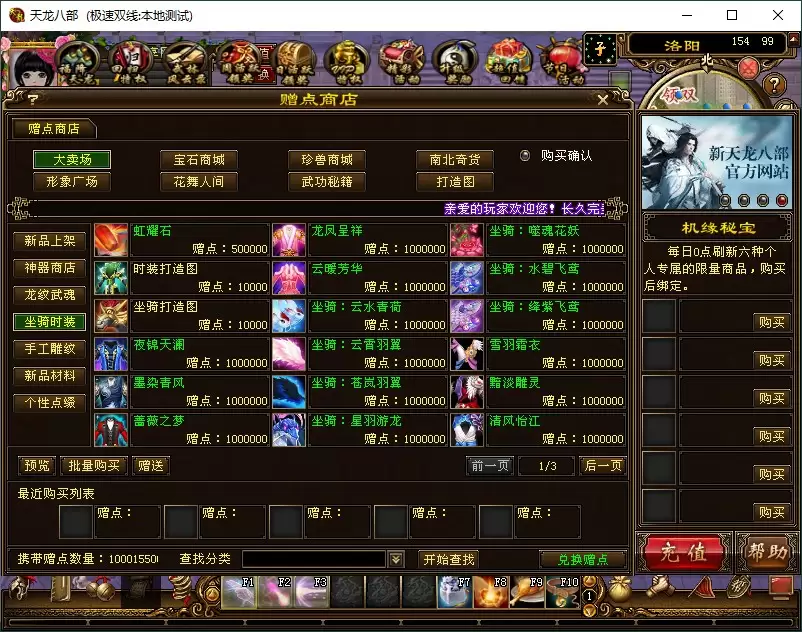 天龙八部 (极速双线:本地测试)
洛阳 154 99
北
领双
赠点商店
赠点商店
大卖场 宝石商城 珍兽商城 南北奇货 购买确认
形象广场 花舞人间 武功秘籍 打造图
亲爱的玩家欢迎您! 长久完
新天龙八部
官方网站
机缘秘宝
每日0点刷新六种个
人专属的限量商品,购买
后绑定。
新品上架
神器商店
龙纹武魂
坐骑时装
手工雕纹
新品材料
个性点缀
虹耀石
赠点:500000
龙凤呈祥
赠点:1000000
坐骑:噬魂花妖
赠点:1000000
时装打造图
赠点:10000
云暖芳华
赠点:1000000
坐骑:水碧飞鸢
赠点:1000000
坐骑打造图
赠点:10000
坐骑:云水青荷
赠点:1000000
坐骑:绛紫飞鸢
赠点:1000000
夜锦天澜
赠点:1000000
坐骑:云霄羽翼
赠点:1000000
雪羽霜衣
赠点:1000000
墨染青风
赠点:1000000
坐骑:苍岚羽翼
赠点:1000000
黯淡雕灵
赠点:1000000
蔷薇之梦
赠点:1000000
坐骑:星羽游龙
赠点:1000000
清风怡江
赠点:1000000
购买
购买
购买
购买
购买
购买
预览 批量购买 赠送 前一页 1/3 后一页
最近购买列表
赠点: 赠点: 赠点: 赠点: 赠点:
携带赠点数量:10001550 查找分类 开始查找 兑换赠点
充值 帮助
F1 F2 F3 F7 F8 F9 F10 1